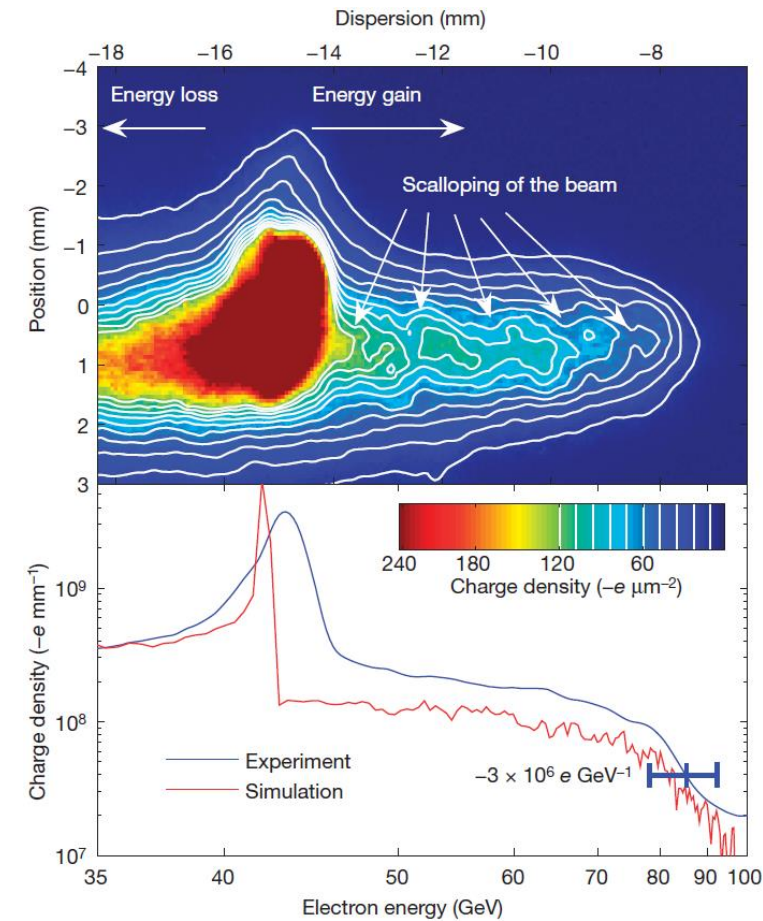 Dispersion (mm)
−18 −16 −14 −12 −10 −8
−4
Energy loss Energy gain
−3
Scalloping of the beam
−2
−1
Position (mm)
0
1
2
3
240 180 120 60
Charge density (−e μm⁻²)
10⁹
Charge density (−e mm⁻¹)
10⁸
Experiment
−3 × 10⁶ e GeV⁻¹
Simulation
10⁷
35 40 50 60 70 80 90 100
Electron energy (GeV)